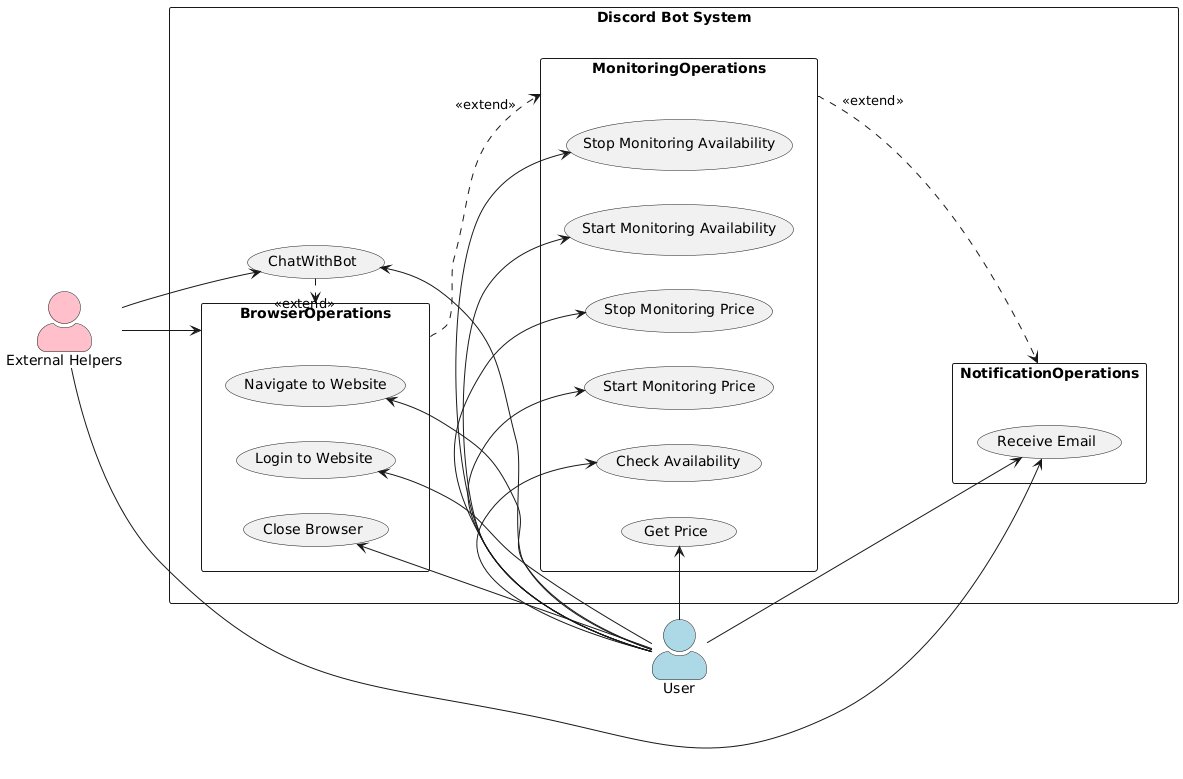 Discord Bot System
MonitoringOperations
«extend»
«extend»
Stop Monitoring Availability
Start Monitoring Availability
ChatWithBot
«extend»
BrowserOperations
Stop Monitoring Price
External Helpers
NotificationOperations
Navigate to Website
Start Monitoring Price
Receive Email
Login to Website
Check Availability
Close Browser
Get Price
User